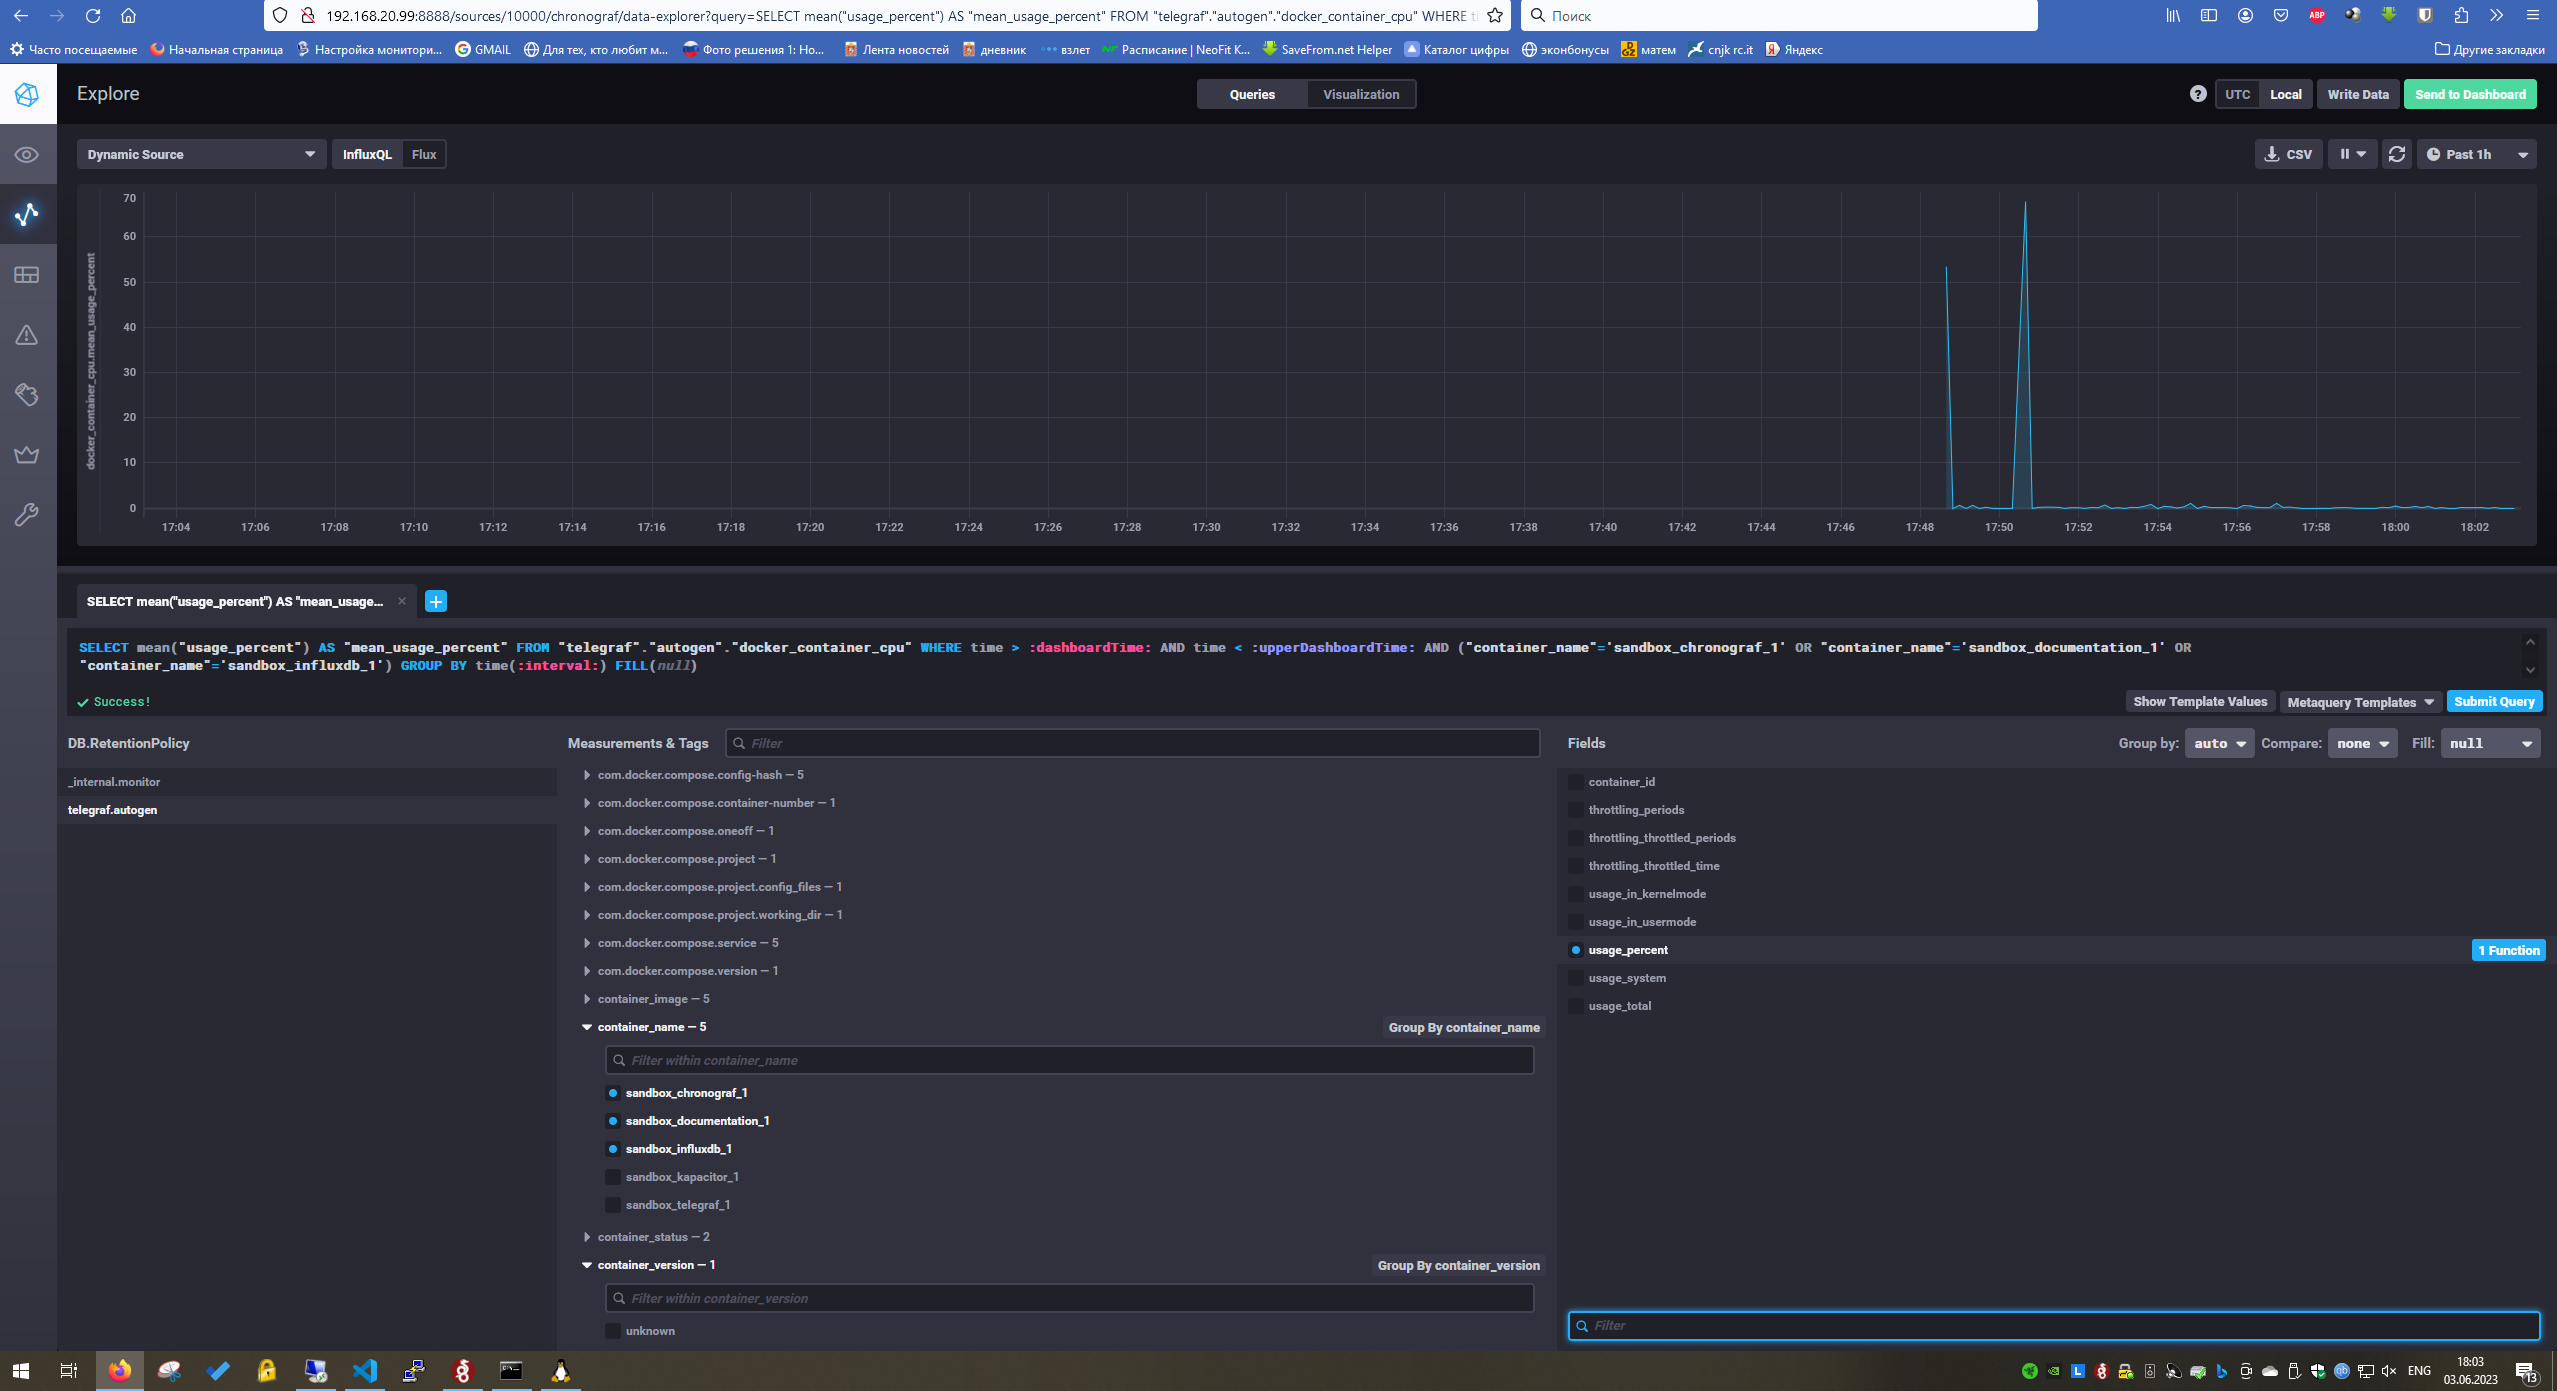 192.168.20.99:8888/sources/10000/chronograf/data-explorer?query=SELECT mean("usage_percent") AS "mean_usage_percent" FROM "telegraf"."autogen"."docker_container_cpu" WHERE ti
Поиск
Часто посещаемые
Начальная страница
Настройка монитори...
GMAIL
Для тех, кто любит м...
Фото решения 1: Но...
Лента новостей
дневник
взлет
Расписание | NeoFit К...
SaveFrom.net Helper
Каталог цифры
эконбонусы
матем
cnjk rc.it
Яндекс
Другие закладки
Explore
Queries
Visualization
UTC
Local
Write Data
Send to Dashboard
Dynamic Source
InfluxQL
Flux
CSV
Past 1h
docker_container_cpu.mean_usage_percent
70
60
50
40
30
20
10
0
17:04 17:06 17:08 17:10 17:12 17:14 17:16 17:18 17:20 17:22 17:24 17:26 17:28 17:30 17:32 17:34 17:36 17:38 17:40 17:42 17:44 17:46 17:48 17:50 17:52 17:54 17:56 17:58 18:00 18:02
SELECT mean("usage_percent") AS "mean_usage...
SELECT mean("usage_percent") AS "mean_usage_percent" FROM "telegraf"."autogen"."docker_container_cpu" WHERE time > :dashboardTime: AND time < :upperDashboardTime: AND ("container_name"='sandbox_chronograf_1' OR "container_name"='sandbox_documentation_1' OR
"container_name"='sandbox_influxdb_1') GROUP BY time(:interval:) FILL(null)
Success!
Show Template Values
Metaquery Templates
Submit Query
DB.RetentionPolicy
_internal.monitor
telegraf.autogen
Measurements & Tags
Filter
com.docker.compose.config-hash — 5
com.docker.compose.container-number — 1
com.docker.compose.oneoff — 1
com.docker.compose.project — 1
com.docker.compose.project.config_files — 1
com.docker.compose.project.working_dir — 1
com.docker.compose.service — 5
com.docker.compose.version — 1
container_image — 5
container_name — 5
Group By container_name
Filter within container_name
sandbox_chronograf_1
sandbox_documentation_1
sandbox_influxdb_1
sandbox_kapacitor_1
sandbox_telegraf_1
container_status — 2
container_version — 1
Group By container_version
Filter within container_version
unknown
Fields
Group by: auto
Compare: none
Fill: null
container_id
throttling_periods
throttling_throttled_periods
throttling_throttled_time
usage_in_kernelmode
usage_in_usermode
usage_percent
1 Function
usage_system
usage_total
Filter
ENG
18:03
03.06.2023
13